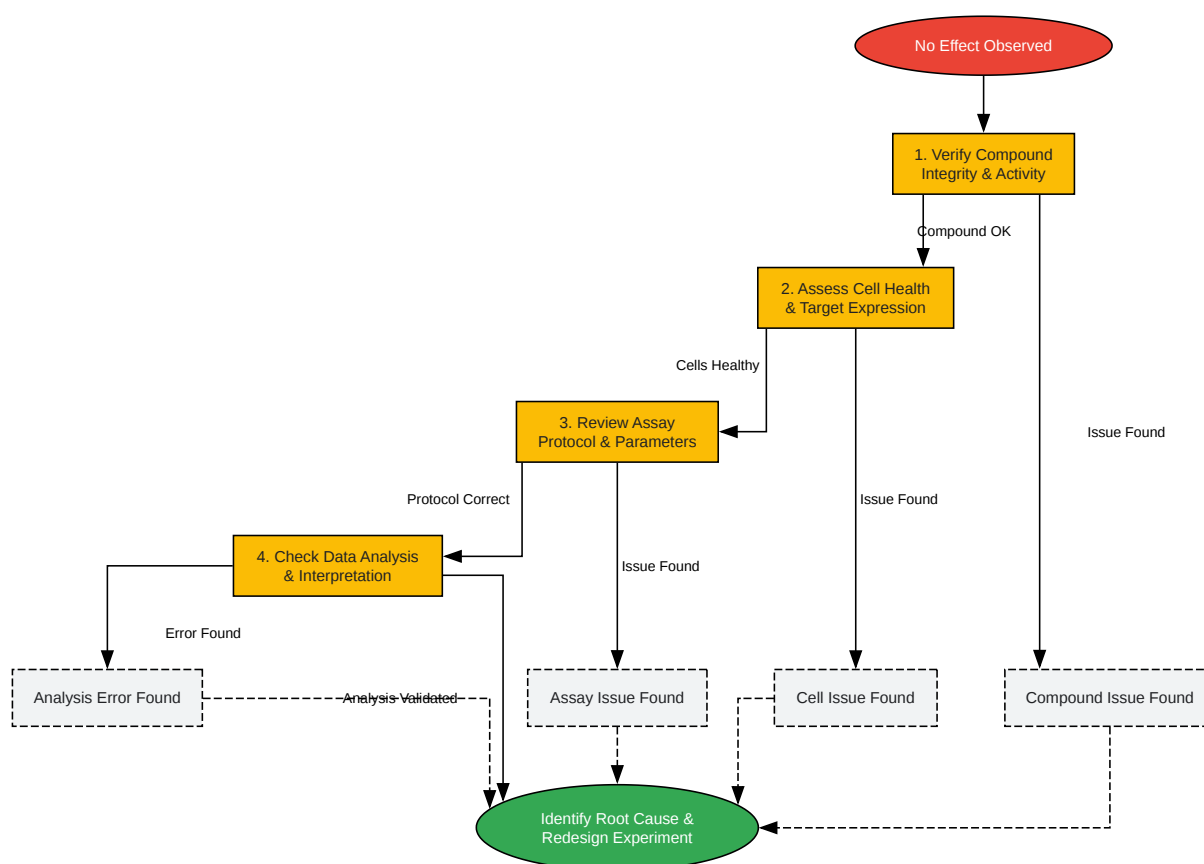 No Effect Observed
1. Verify Compound
Integrity & Activity
Compound OK
2. Assess Cell Health
& Target Expression
Cells Healthy
3. Review Assay
Protocol & Parameters
Issue Found
Protocol Correct
Issue Found
4. Check Data Analysis
& Interpretation
Issue Found
Error Found
Analysis Error Found
Analysis Validated
Assay Issue Found
Cell Issue Found
Compound Issue Found
Identify Root Cause &
Redesign Experiment